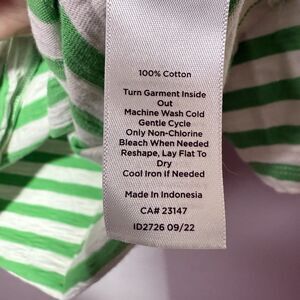 100% Cotton
Turn Garment Inside
Out
Machine Wash Cold
Gentle Cycle
Only Non-Chlorine
Bleach When Needed
Reshape, Lay Flat To
Dry
Cool Iron if Needed
Made In Indonesia
CA# 23147
ID2726 09/22